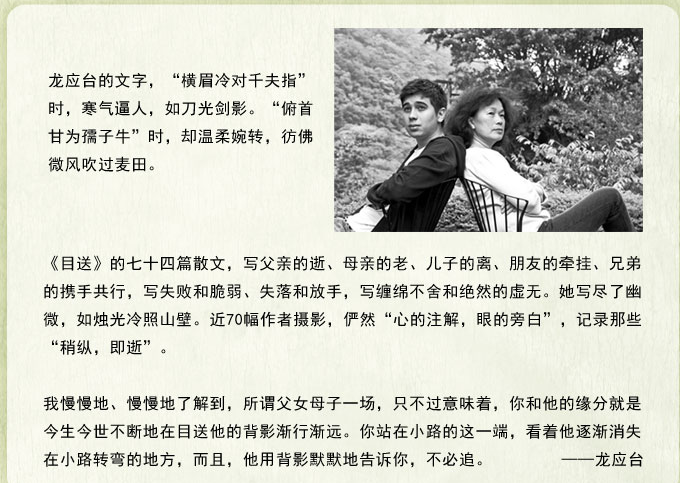 龙应台的文字，“横眉冷对千夫指”
时，寒气逼人，如刀光剑影。“俯首
甘为孺子牛”时，却温柔婉转，彷佛
微风吹过麦田。
《目送》的七十四篇散文，写父亲的逝、母亲的老、儿子的离、朋友的牵挂、兄弟
的携手共行，写失败和脆弱、失落和放手，写缠绵不舍和绝然的虚无。她写尽了幽
微，如烛光冷照山壁。近70幅作者摄影，俨然“心的注解，眼的旁白”，记录那些
“稍纵，即逝”。
我慢慢地、慢慢地了解到，所谓父女母子一场，只不过意味着，你和他的缘分就是
今生今世不断地在目送他的背影渐行渐远。你站在小路的这一端，看着他逐渐消失
在小路转弯的地方，而且，他用背影默默地告诉你，不必追。 ——龙应台